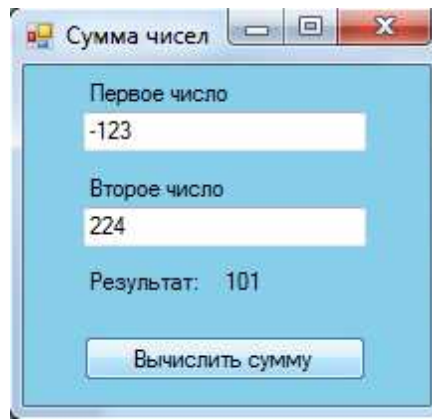 Сумма чисел
Первое число
-123
Второе число
224
Результат: 101
Вычислить сумму